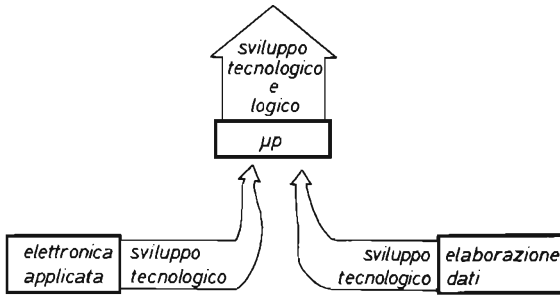 sviluppo
tecnologico
e
logico
µp
elettronica
applicata
sviluppo
tecnologico
sviluppo
tecnologico
elaborazione
dati